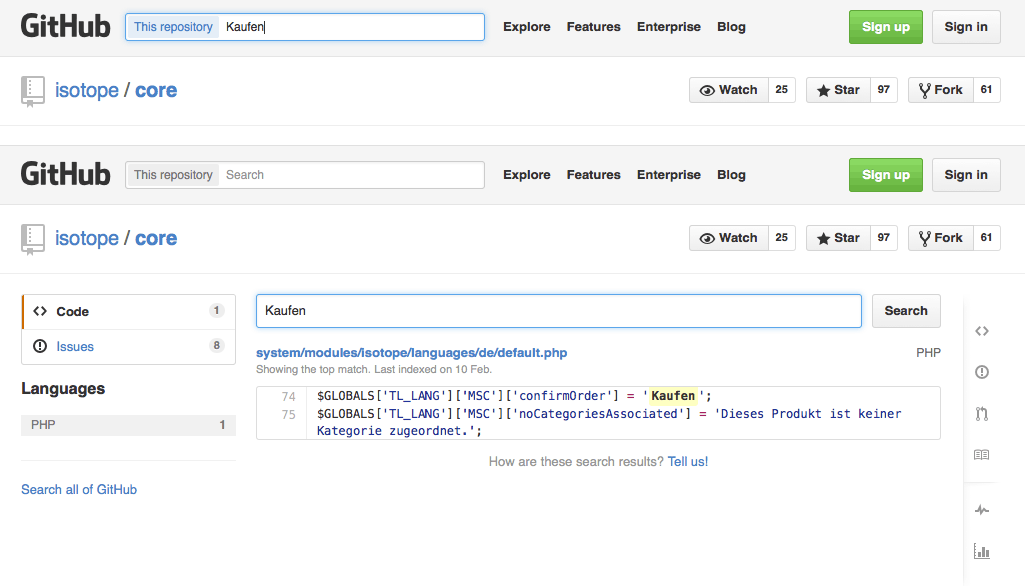 GitHub This repository Kaufen Explore Features Enterprise Blog Sign up Sign in
isotope / core Watch 25 Star 97 Fork 61
GitHub This repository Search Explore Features Enterprise Blog Sign up Sign in
isotope / core Watch 25 Star 97 Fork 61
Code 1
Issues 8
Languages
PHP 1
Search all of GitHub
Kaufen Search
system/modules/isotope/languages/de/default.php PHP
Showing the top match. Last indexed on 10 Feb.
74 $GLOBALS['TL_LANG']['MSC']['confirmOrder'] = 'Kaufen';
75 $GLOBALS['TL_LANG']['MSC']['noCategoriesAssociated'] = 'Dieses Produkt ist keiner
Kategorie zugeordnet.';
How are these search results? Tell us!